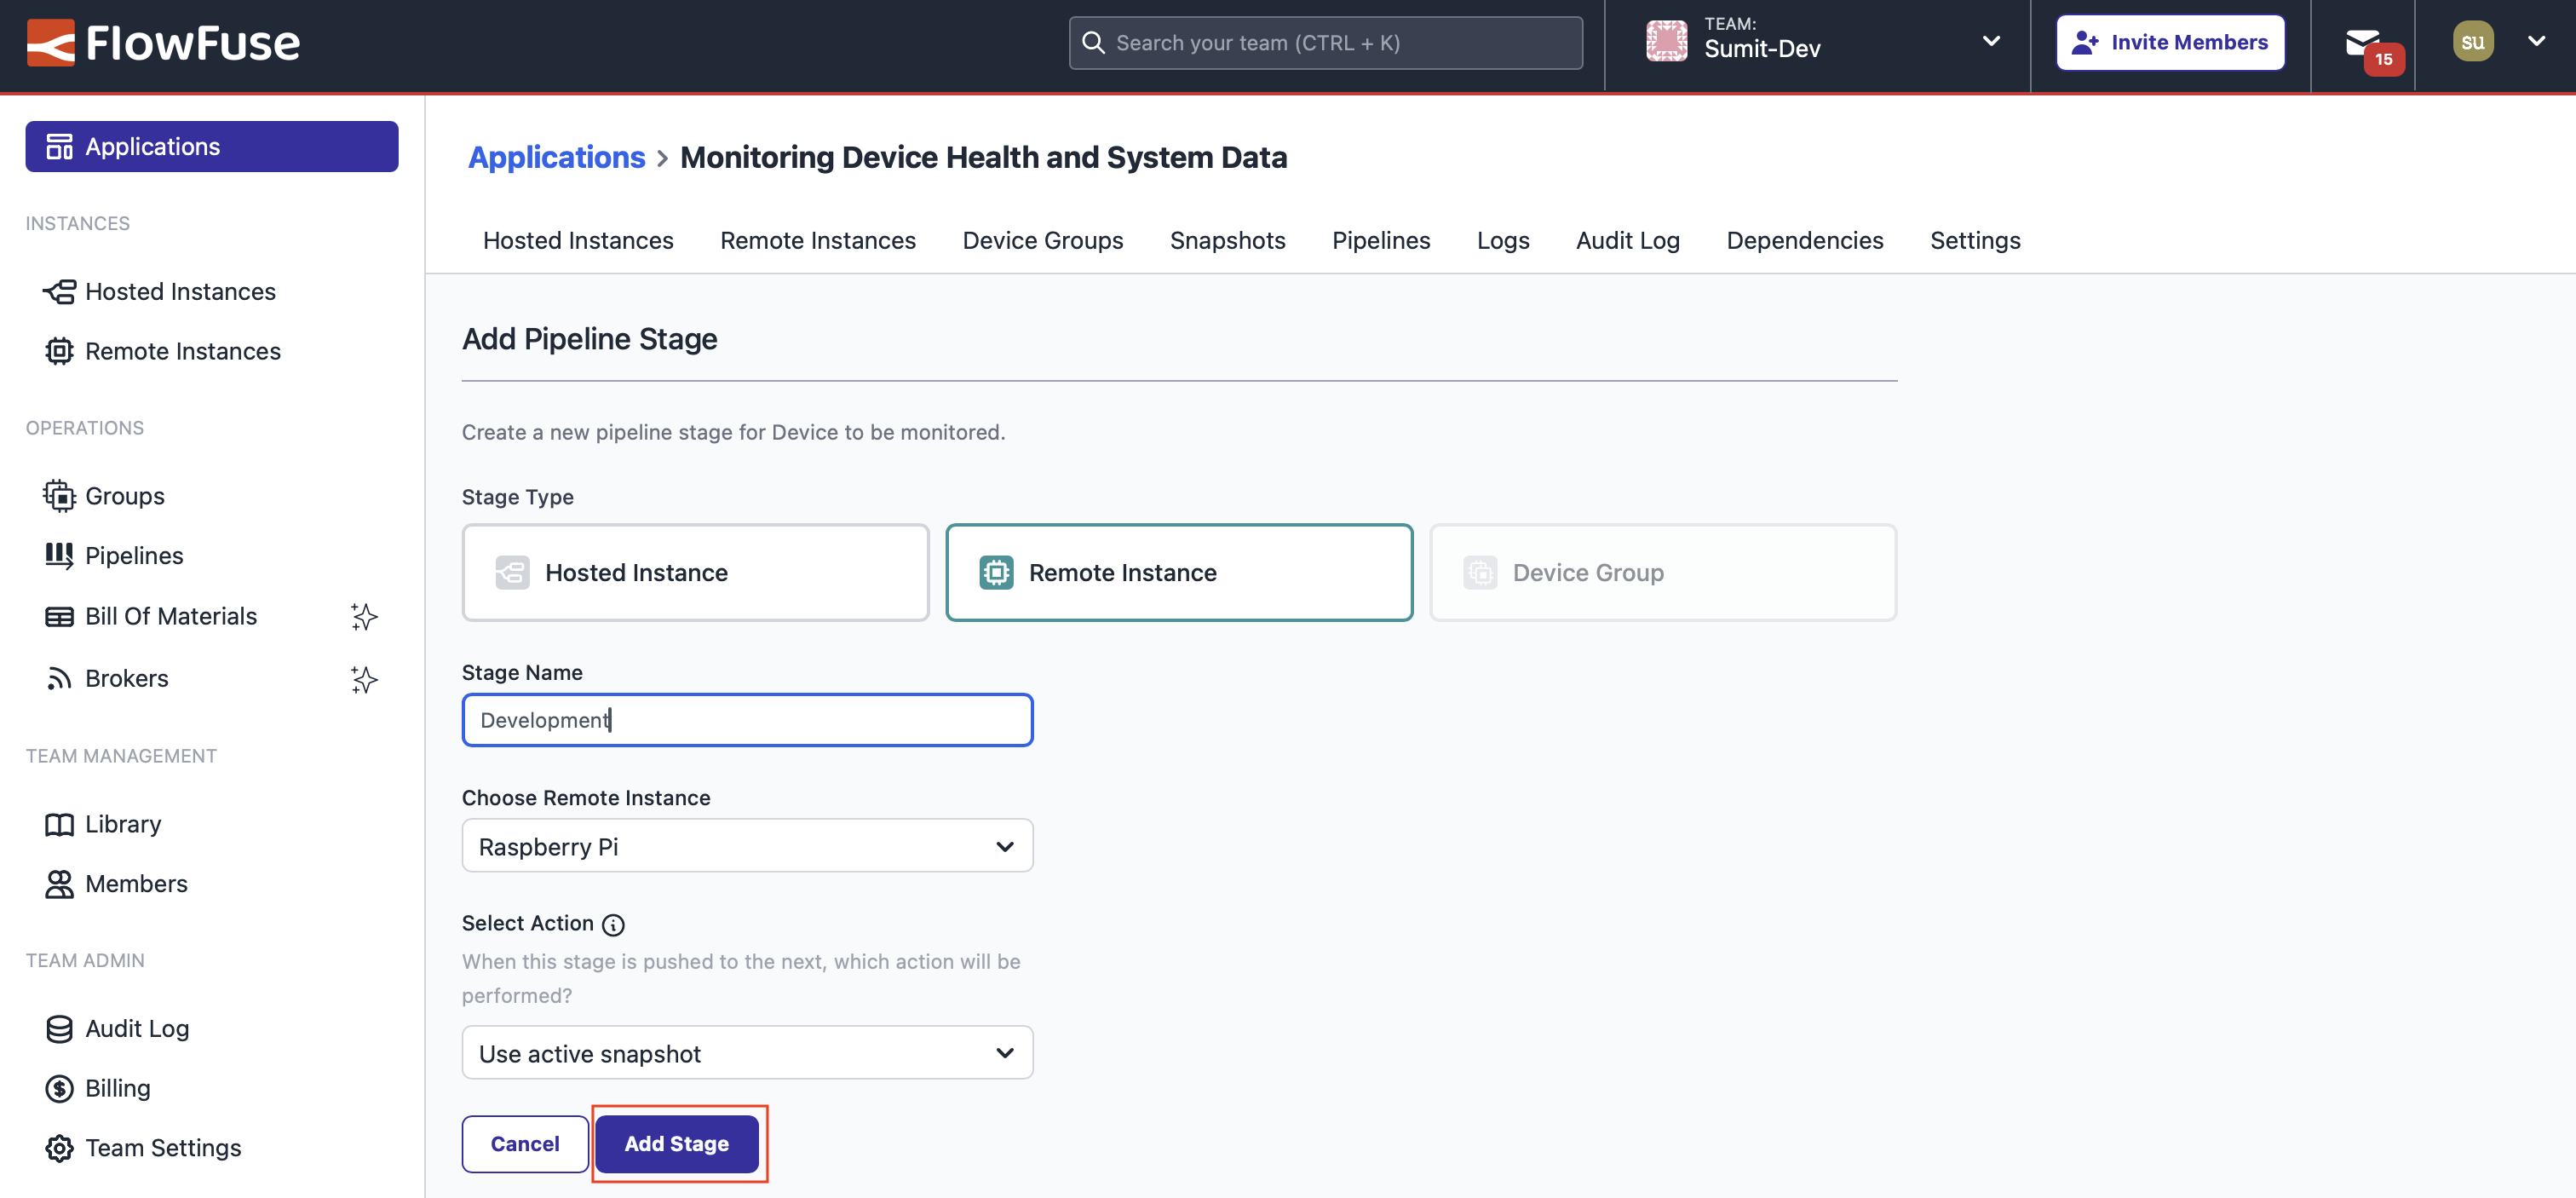 FlowFuse
Search your team (CTRL + K)
TEAM:
Sumit-Dev
Invite Members
15
su
Applications
INSTANCES
Hosted Instances
Remote Instances
OPERATIONS
Groups
Pipelines
Bill Of Materials
Brokers
TEAM MANAGEMENT
Library
Members
TEAM ADMIN
Audit Log
Billing
Team Settings
Applications > Monitoring Device Health and System Data
Hosted Instances Remote Instances Device Groups Snapshots Pipelines Logs Audit Log Dependencies Settings
Add Pipeline Stage
Create a new pipeline stage for Device to be monitored.
Stage Type
Hosted Instance Remote Instance Device Group
Stage Name
Development
Choose Remote Instance
Raspberry Pi
Select Action
When this stage is pushed to the next, which action will be
performed?
Use active snapshot
Cancel Add Stage